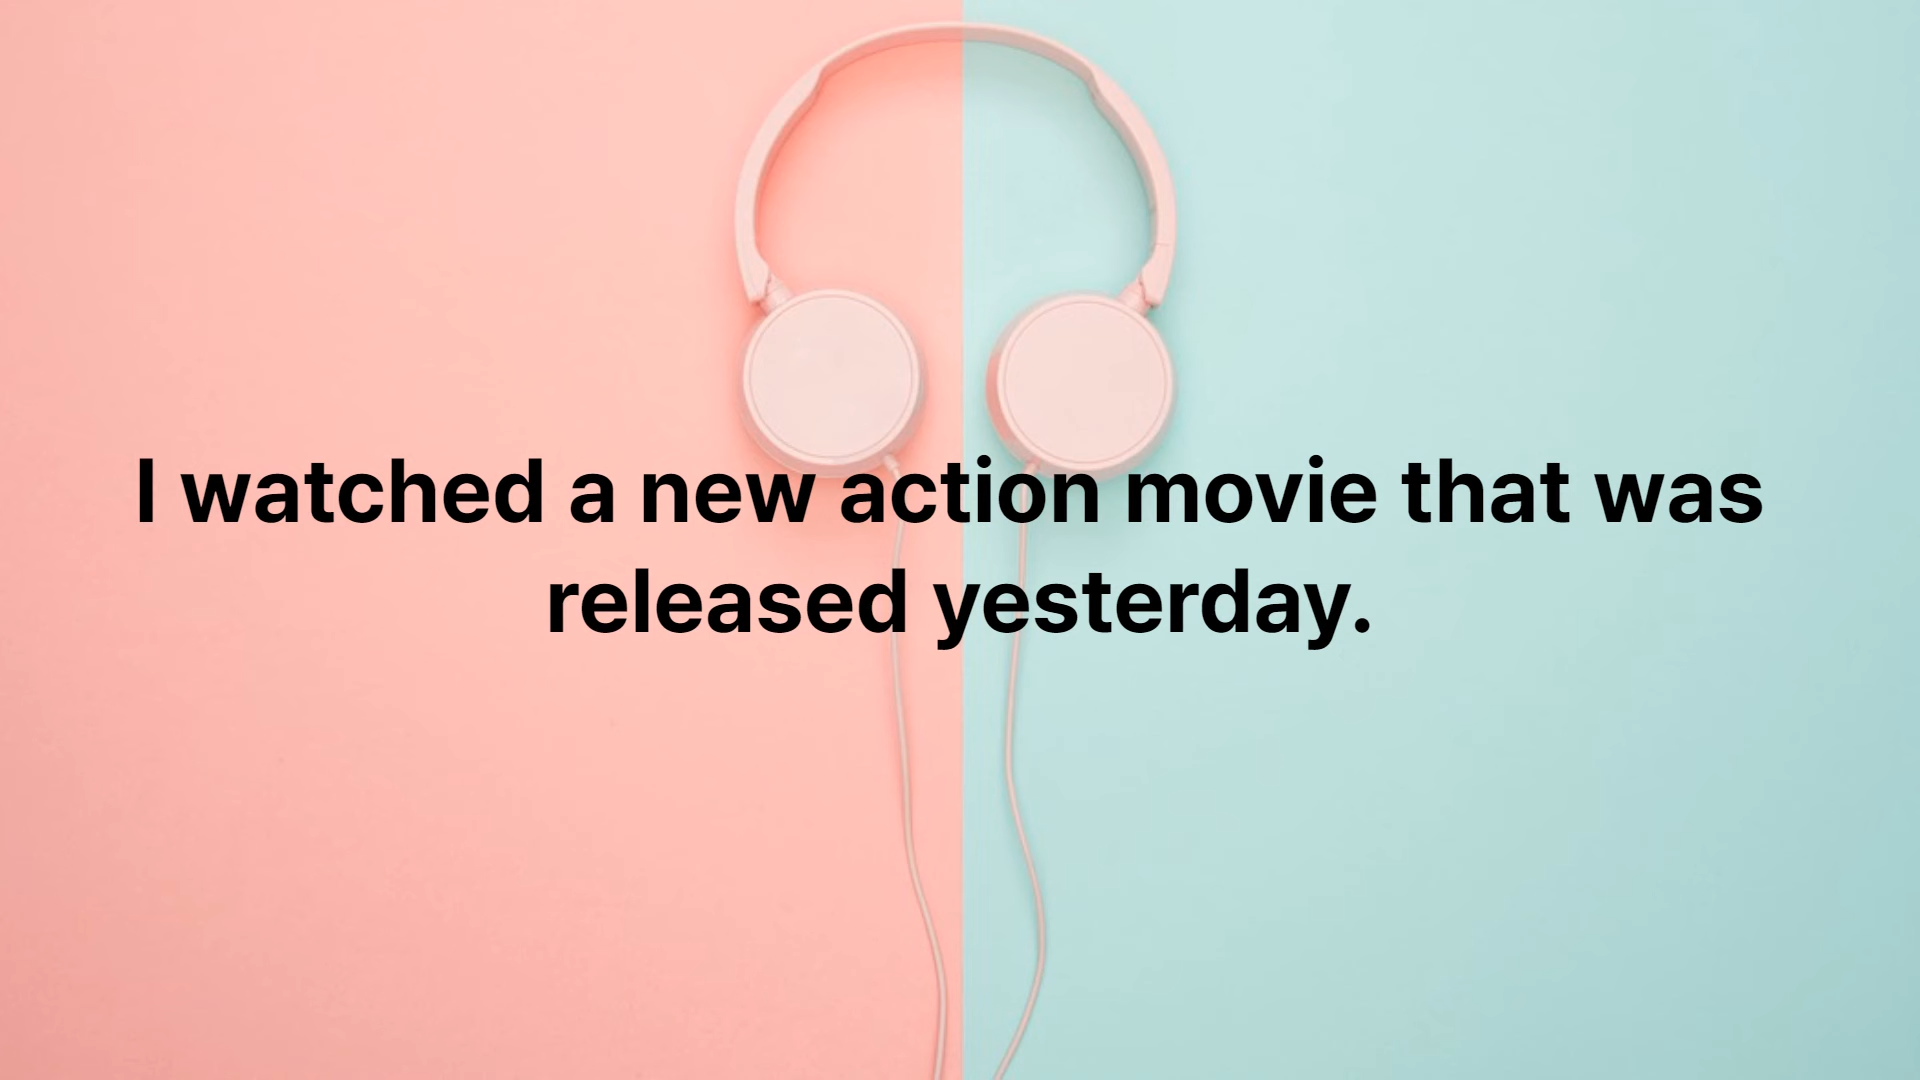 I watched a new action movie that was
released yesterday.